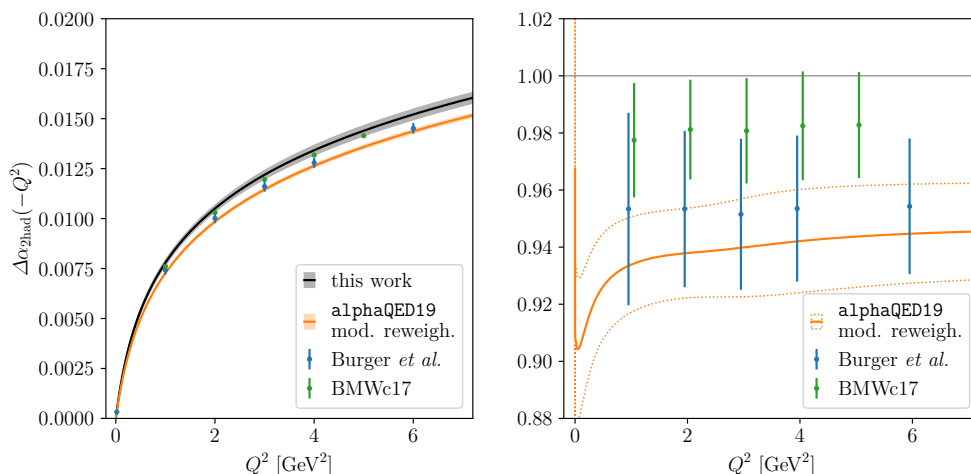 0.0200
0.0175
0.0150
0.0125
0.0100
0.0075
0.0050
0.0025
0.0000
Δα2had(−Q²)
0
2
4
6
Q² [GeV²]
this work
alphaQED19
mod. reweigh.
Burger et al.
BMWc17
1.02
1.00
0.98
0.96
0.94
0.92
0.90
0.88
0
2
4
6
Q² [GeV²]
alphaQED19
mod. reweigh.
Burger et al.
BMWc17